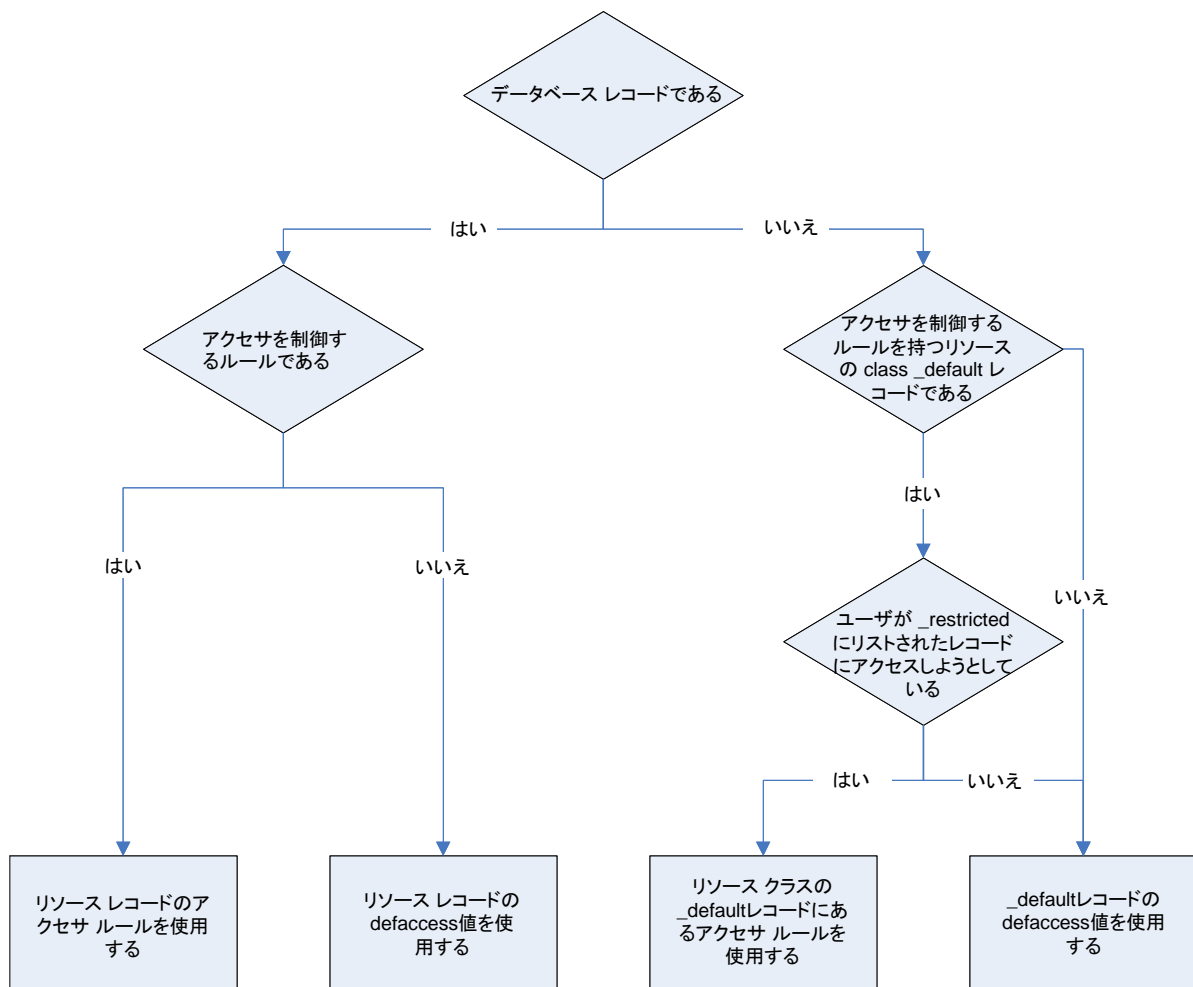 データベース レコードである
はい
いいえ
アクセサを制御す
るルールである
アクセサを制御する
ルールを持つリソース
の class _default レ
コードである
はい
はい
いいえ
いいえ
ユーザが _restricted
にリストされたレコード
にアクセスしようとして
いる
はい
いいえ
リソース レコードのア
クセサ ルールを使用
する
リソース レコードの
defaccess値を使
用する
リソース クラスの
_defaultレコードにあ
るアクセサ ルールを
使用する
_defaultレコードの
defaccess値を使用
する